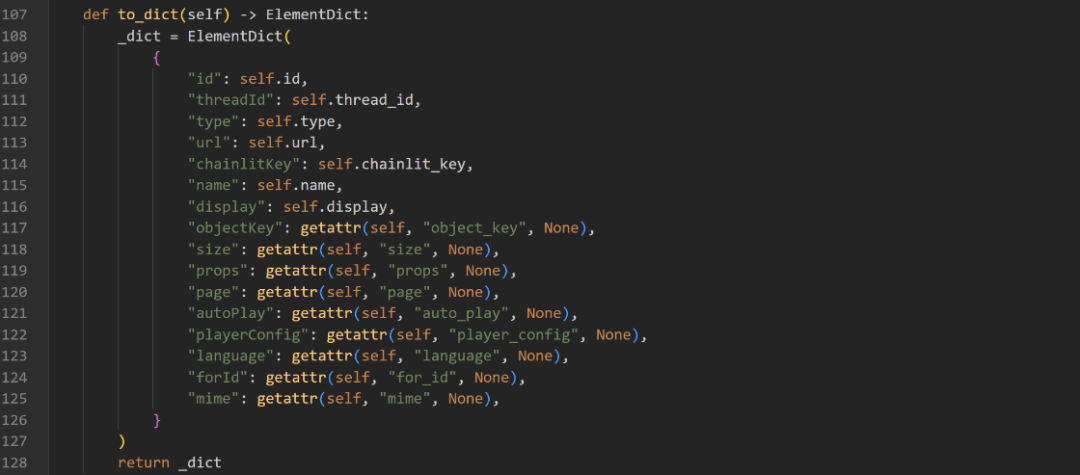 107 def to_dict(self) -> ElementDict:
108 _dict = ElementDict(
109 {
110 "id": self.id,
111 "threadId": self.thread_id,
112 "type": self.type,
113 "url": self.url,
114 "chainlitKey": self.chainlit_key,
115 "name": self.name,
116 "display": self.display,
117 "objectKey": getattr(self, "object_key", None),
118 "size": getattr(self, "size", None),
119 "props": getattr(self, "props", None),
120 "page": getattr(self, "page", None),
121 "autoPlay": getattr(self, "auto_play", None),
122 "playerConfig": getattr(self, "player_config", None),
123 "language": getattr(self, "language", None),
124 "forId": getattr(self, "for_id", None),
125 "mime": getattr(self, "mime", None),
126 }
127 )
128 return _dict